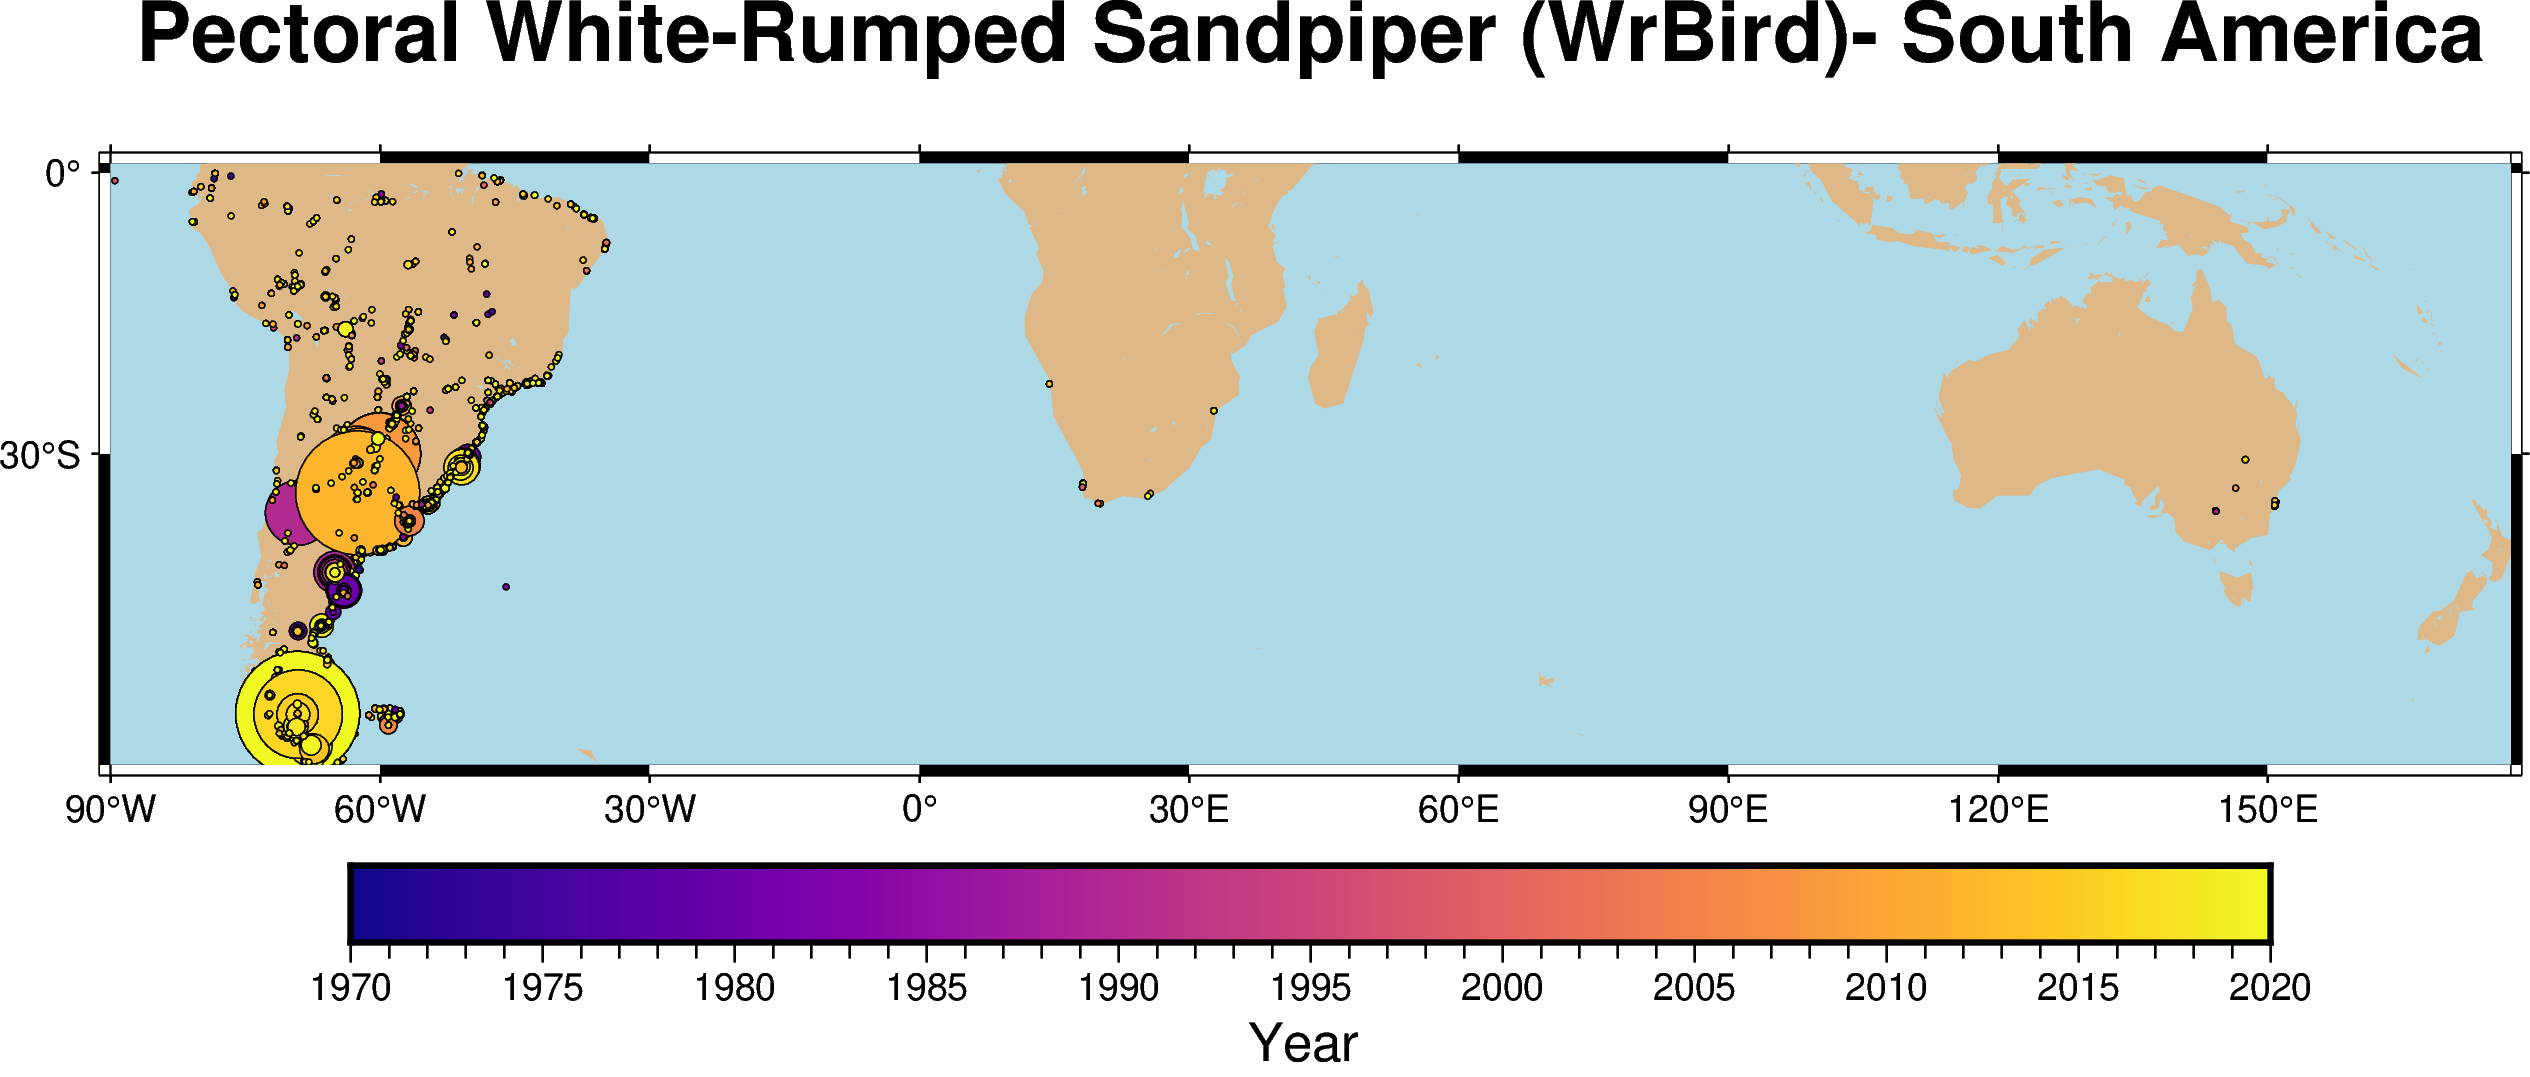 Pectoral White-Rumped Sandpiper (WrBird)- South America
0°
30°S
90°W 60°W 30°W 0° 30°E 60°E 90°E 120°E 150°E
1970 1975 1980 1985 1990 1995 2000 2005 2010 2015 2020
Year